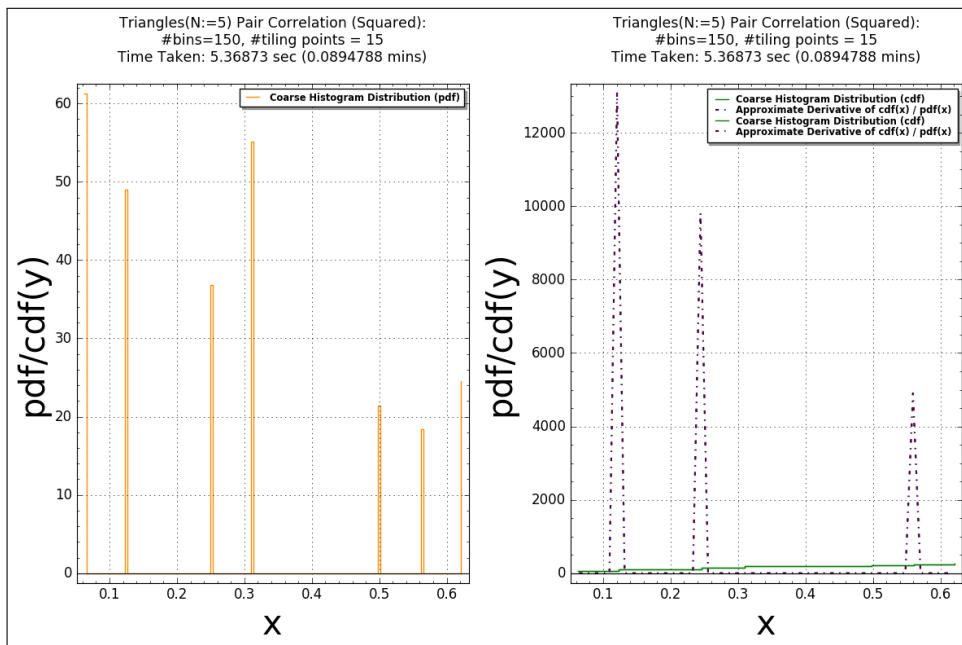 Triangles(N:=5) Pair Correlation (Squared):
#bins=150, #tiling points = 15
Time Taken: 5.36873 sec (0.0894788 mins)
Coarse Histogram Distribution (pdf)
pdf/cdf(y)
60
50
40
30
20
10
0
0.1 0.2 0.3 0.4 0.5 0.6
x
Triangles(N:=5) Pair Correlation (Squared):
#bins=150, #tiling points = 15
Time Taken: 5.36873 sec (0.0894788 mins)
Coarse Histogram Distribution (cdf)
Approximate Derivative of cdf(x) / pdf(x)
Coarse Histogram Distribution (cdf)
Approximate Derivative of cdf(x) / pdf(x)
pdf/cdf(y)
12000
10000
8000
6000
4000
2000
0
0.1 0.2 0.3 0.4 0.5 0.6
x